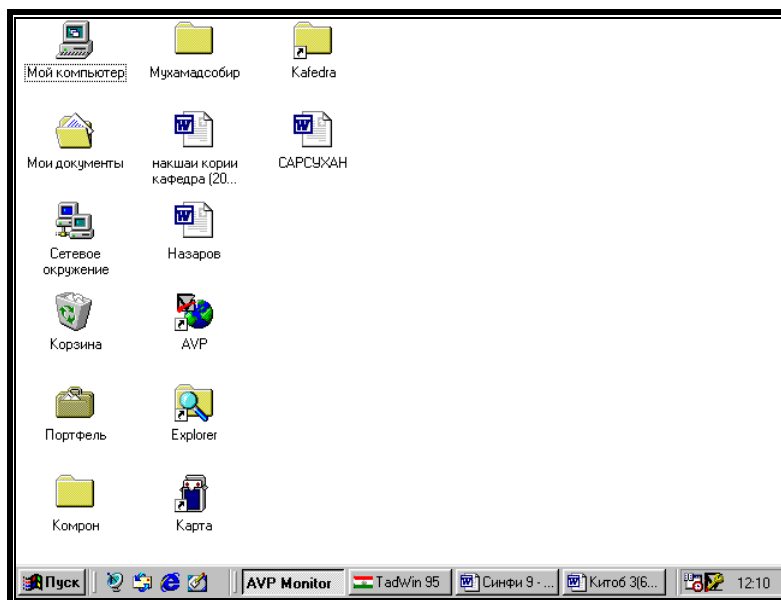 Мой компьютер
Мухамадсобир
Kafedra
Мои документы
накшаи кории
кафедра (20...
САРСУХАН
Сетевое
окружение
Назаров
Корзина
AVP
Портфель
Explorer
Комрон
Карта
Пуск
AVP Monitor
TadWin 95
Синфи 9 - ...
Китоб 3(6...
12:10